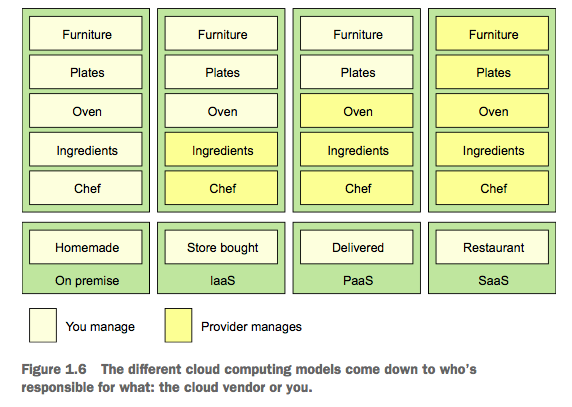 Furniture Furniture Furniture Furniture
Plates Plates Plates Plates
Oven Oven Oven Oven
Ingredients Ingredients Ingredients Ingredients
Chef Chef Chef Chef
Homemade Store bought Delivered Restaurant
On premise IaaS PaaS SaaS
You manage Provider manages
Figure 1.6 The different cloud computing models come down to who’s
responsible for what: the cloud vendor or you.